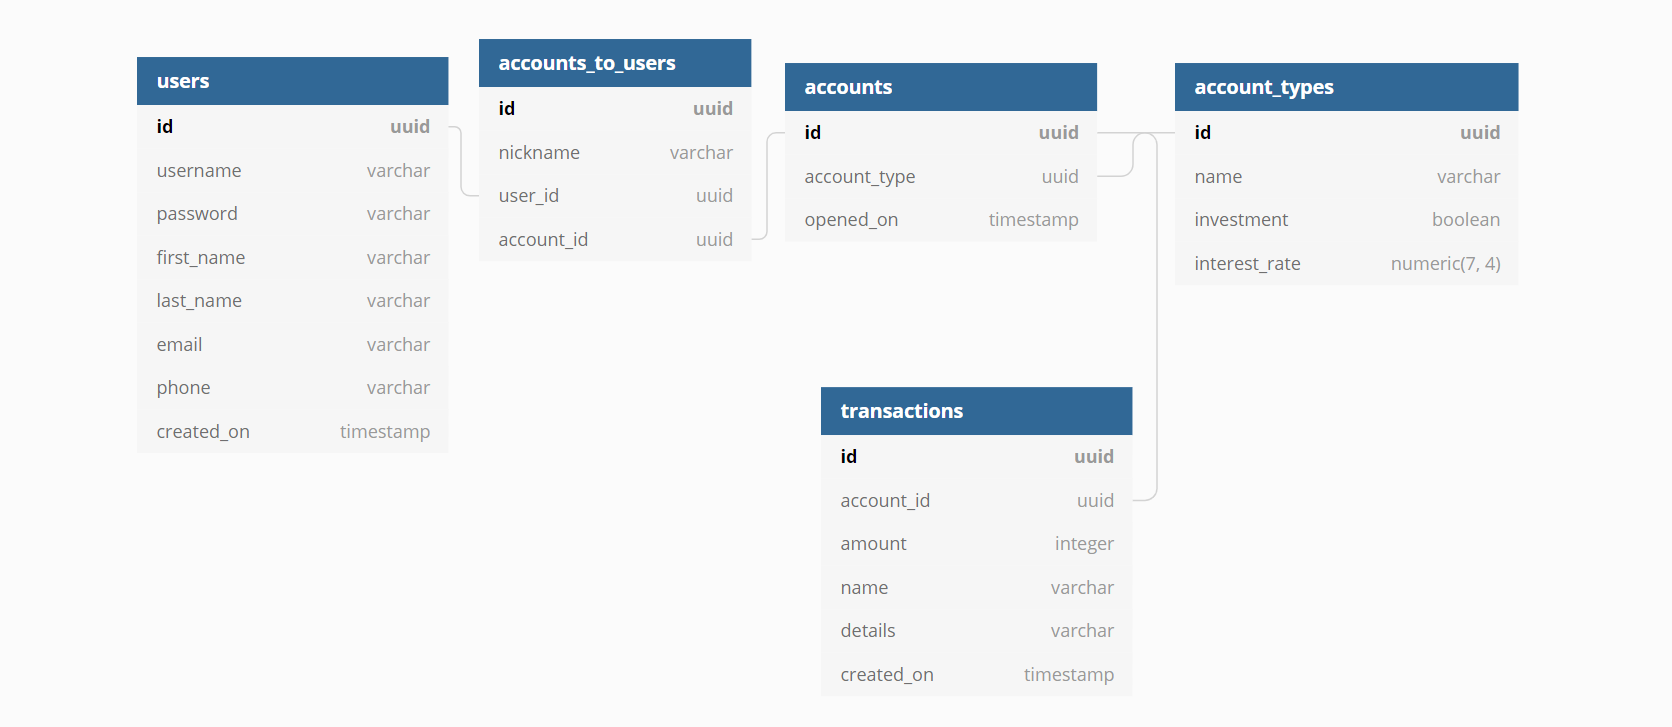 users
id uuid
username varchar
password varchar
first_name varchar
last_name varchar
email varchar
phone varchar
created_on timestamp
accounts_to_users
id uuid
nickname varchar
user_id uuid
account_id uuid
accounts
id uuid
account_type uuid
opened_on timestamp
account_types
id uuid
name varchar
investment boolean
interest_rate numeric(7, 4)
transactions
id uuid
account_id uuid
amount integer
name varchar
details varchar
created_on timestamp